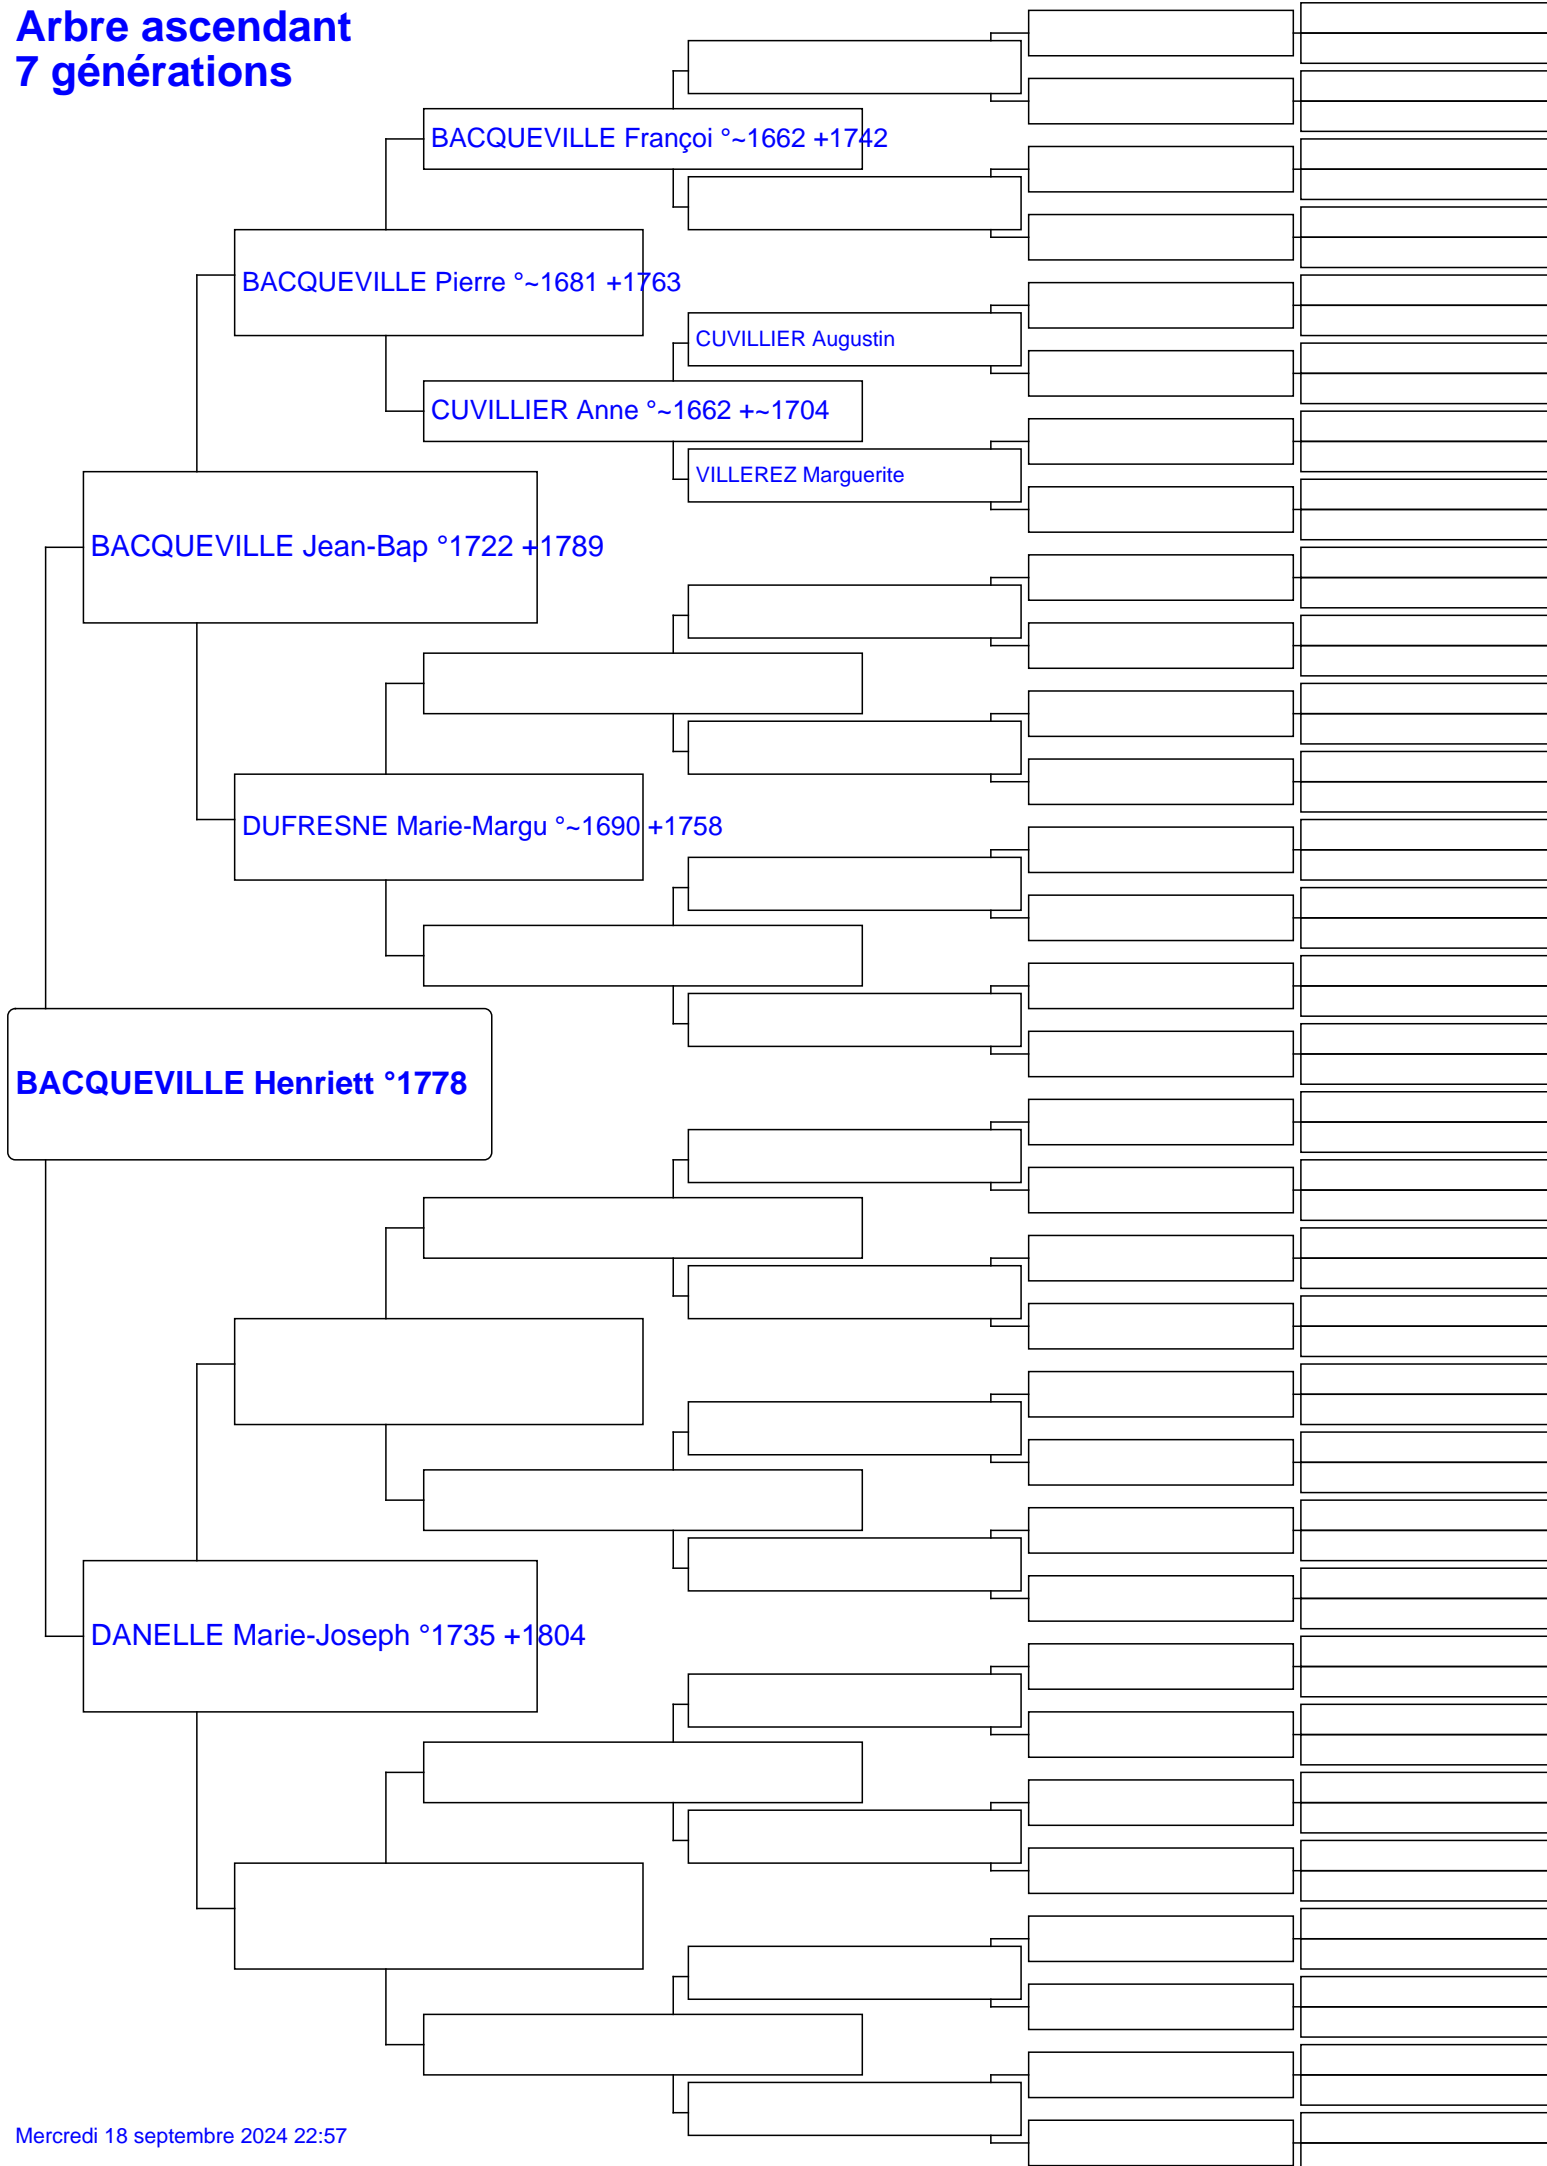 Arbre ascendant
7 générations
BACQUEVILLE Françoi °~1662 +1742
BACQUEVILLE Pierre °~1681 +1763
CUVILLIER Augustin
CUVILLIER Anne °~1662 +~1704
VILLEREZ Marguerite
BACQUEVILLE Jean-Bap °1722 +1789
DUFRESNE Marie-Margu °~1690 +1758
BACQUEVILLE Henriett °1778
DANELLE Marie-Joseph °1735 +1804
Mercredi 18 septembre 2024 22:57